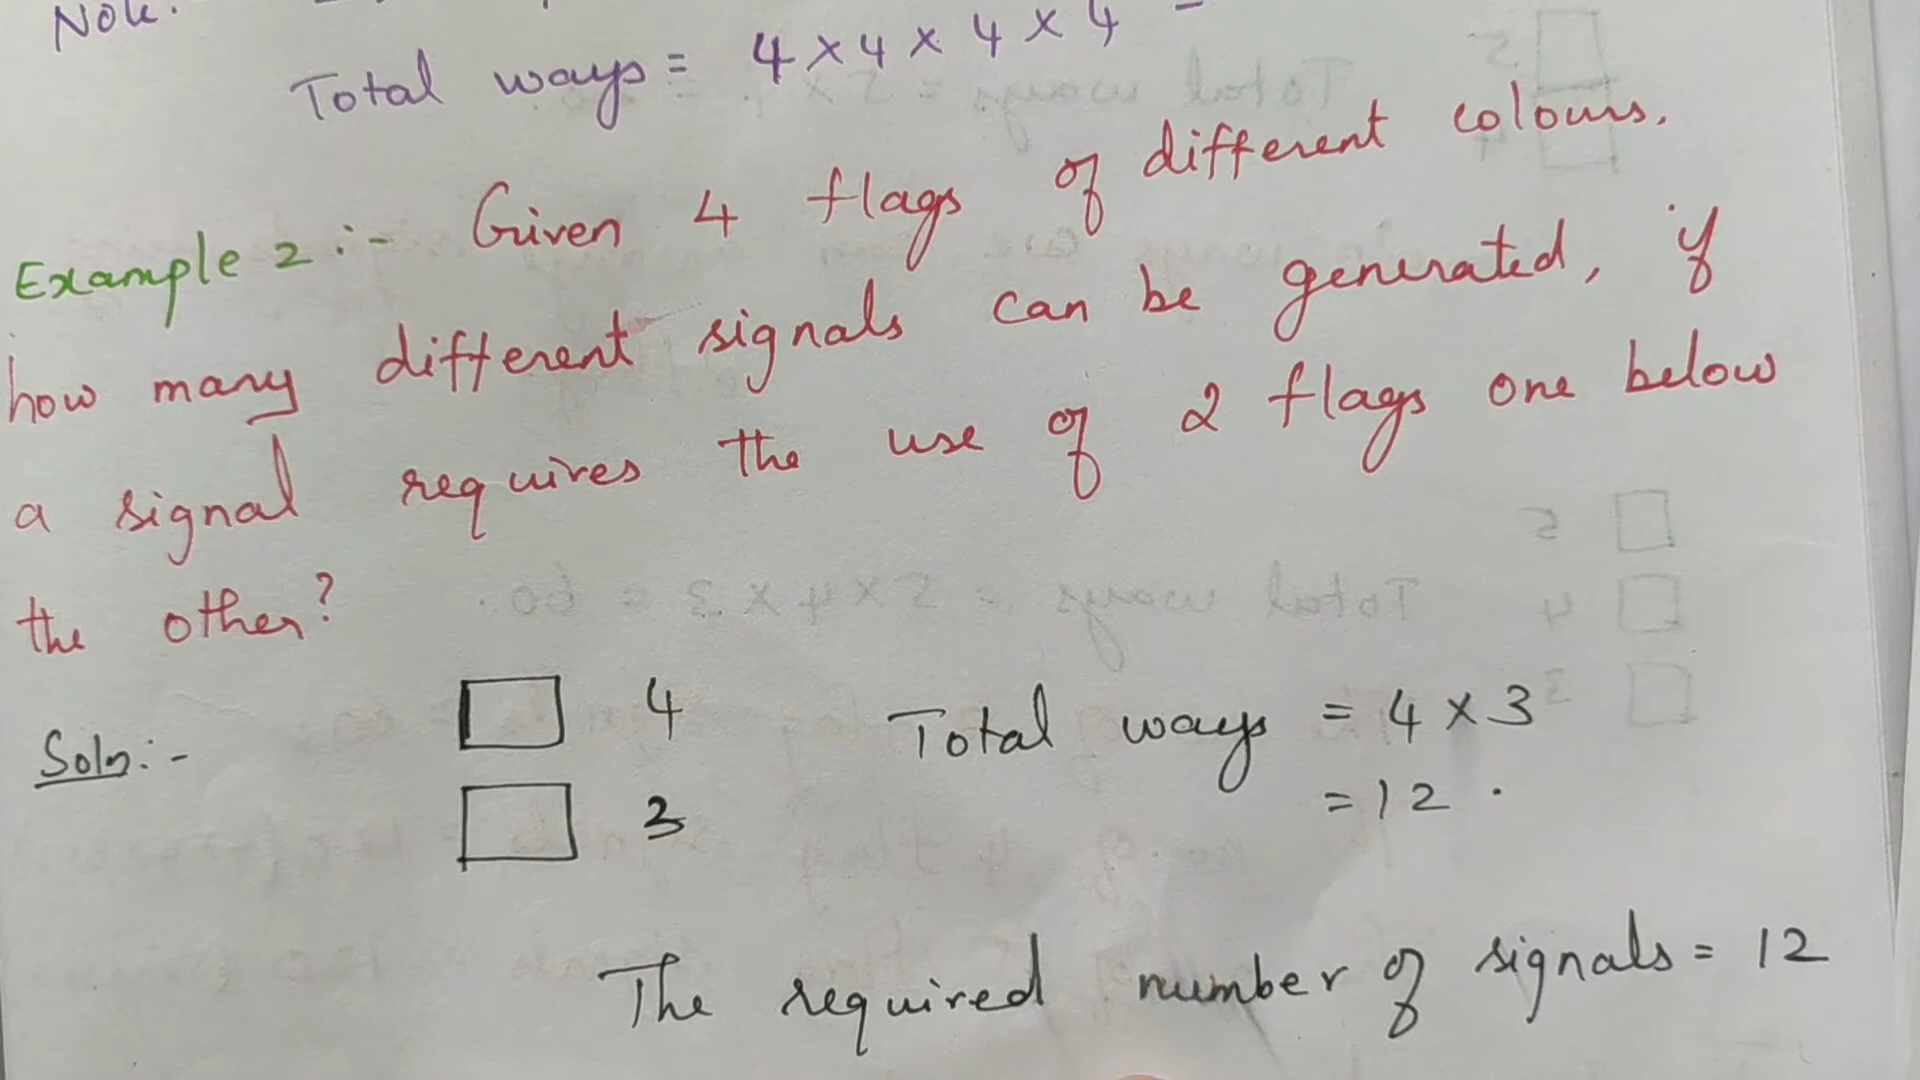 Note:
Total ways = 4 × 4 × 4 × 4 =
Example 2 :- Given 4 flags of different colours.
how many different signals can be generated, if
a signal requires the use of 2 flags one below
the other?
Soln:- 4 Total ways = 4 × 3
3 = 12 .
The required number of signals = 12